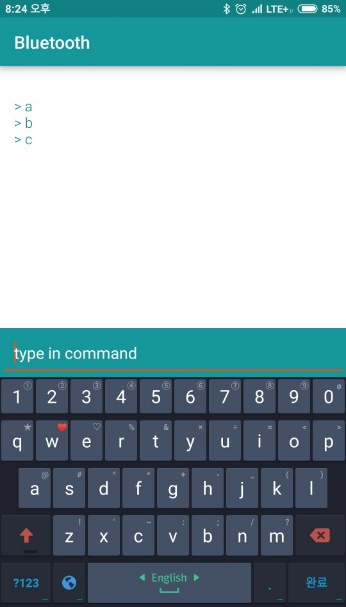 8:24 오후 LTE+ 85%
Bluetooth
> a
> b
> c
type in command
1 2 3 4 5 6 7 8 9 0
q w e r t y u i o p
a s d f g h j k l
z x c v b n m
?123 English . 완료